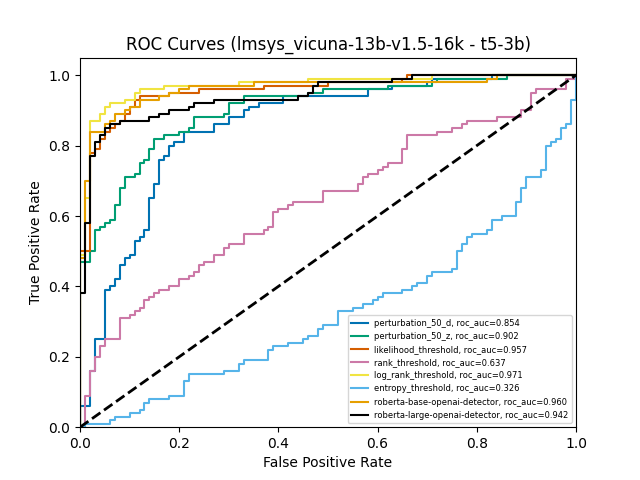 ROC Curves (lmsys_vicuna-13b-v1.5-16k - t5-3b)
True Positive Rate
1.0
0.8
0.6
0.4
0.2
0.0
perturbation_50_d, roc_auc=0.854
perturbation_50_z, roc_auc=0.902
likelihood_threshold, roc_auc=0.957
rank_threshold, roc_auc=0.637
log_rank_threshold, roc_auc=0.971
entropy_threshold, roc_auc=0.326
roberta-base-openai-detector, roc_auc=0.960
roberta-large-openai-detector, roc_auc=0.942
0.0 0.2 0.4 0.6 0.8 1.0
False Positive Rate